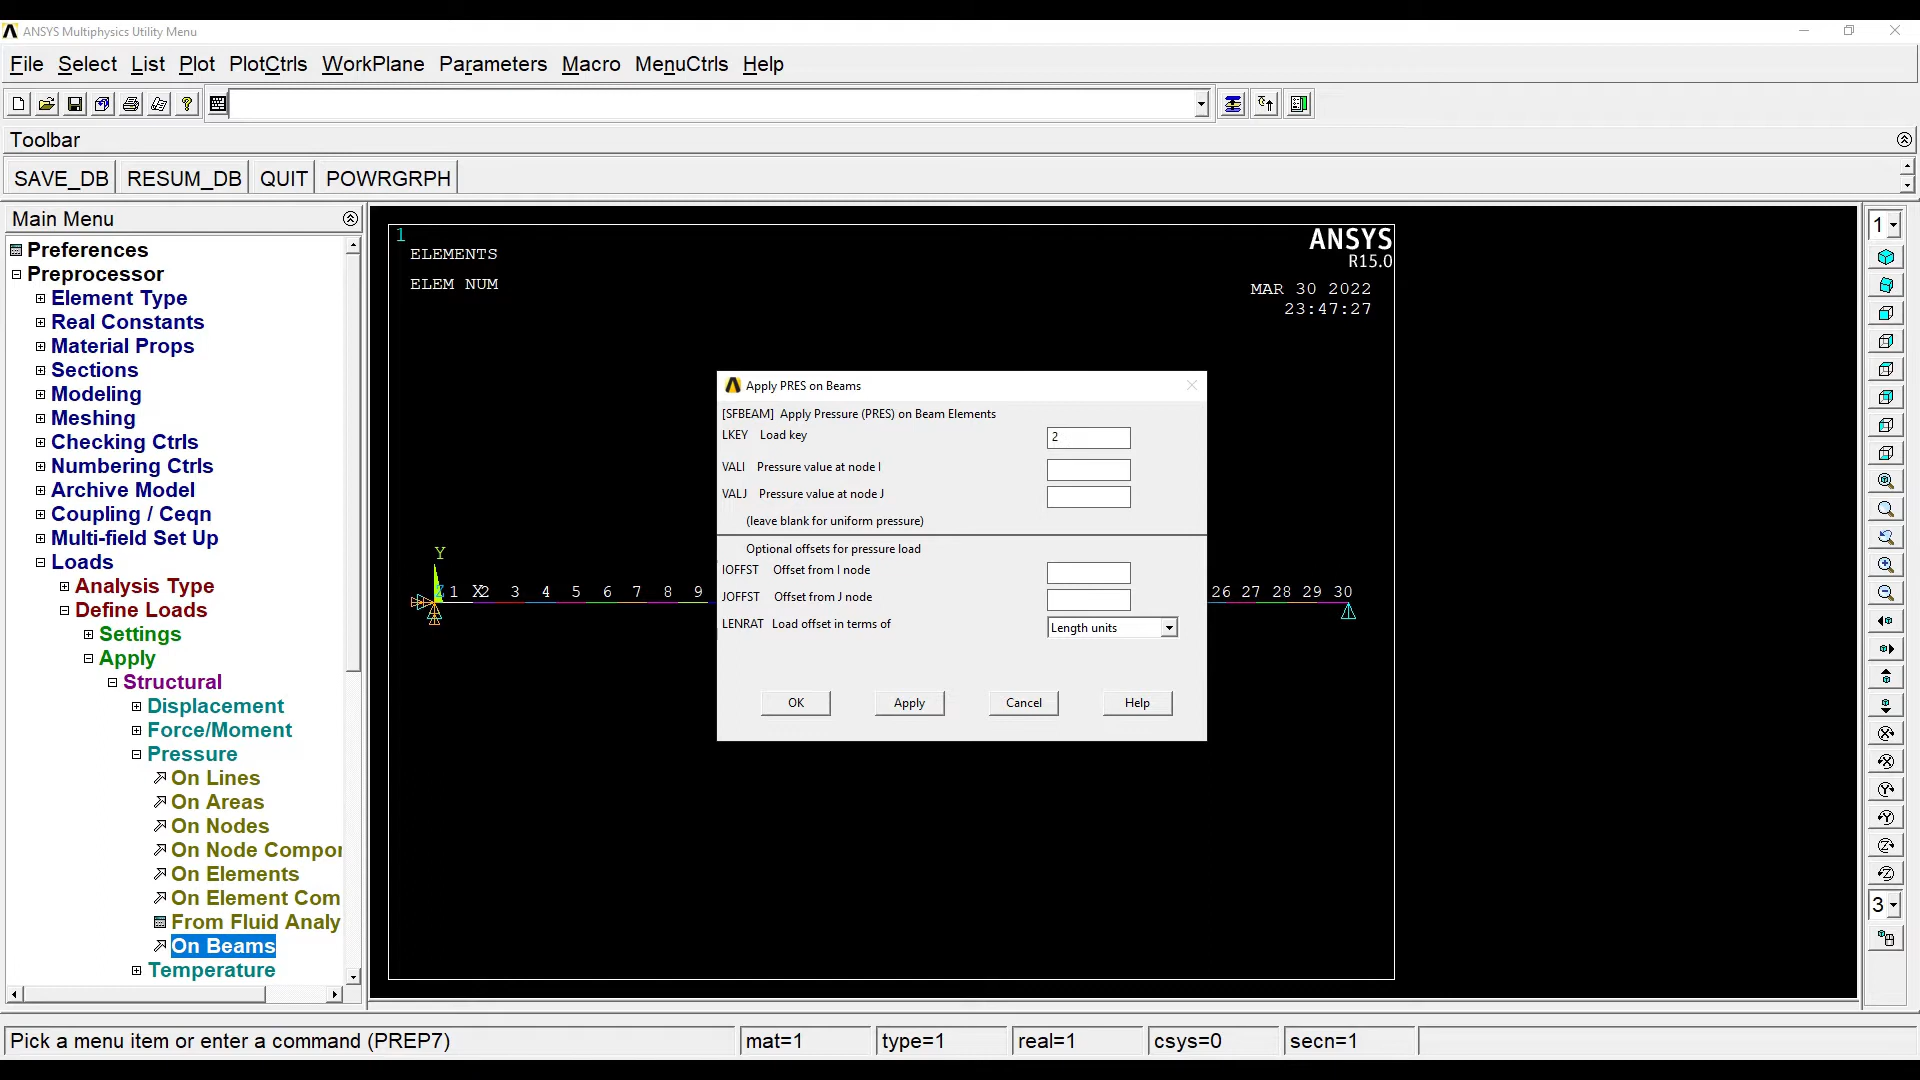 ANSYS Multiphysics Utility Menu
File Select List Plot PlotCtrls WorkPlane Parameters Macro MenuCtrls Help
Toolbar
SAVE_DB RESUM_DB QUIT POWRGRPH
Main Menu
Preferences
Preprocessor
Element Type
Real Constants
Material Props
Sections
Modeling
Meshing
Checking Ctrls
Numbering Ctrls
Archive Model
Coupling / Ceqn
Multi-field Set Up
Loads
Analysis Type
Define Loads
Settings
Apply
Structural
Displacement
Force/Moment
Pressure
On Lines
On Areas
On Nodes
On Node Compor
On Elements
On Element Com
From Fluid Analy
On Beams
Temperature
1
ELEMENTS
ELEM NUM
ANSYS
R15.0
MAR 30 2022
23:47:27
Y
1 X2 3 4 5 6 7 8 9
26 27 28 29 30
Apply PRES on Beams
[SFBEAM] Apply Pressure (PRES) on Beam Elements
LKEY Load key 2
VALI Pressure value at node I
VALJ Pressure value at node J
(leave blank for uniform pressure)
Optional offsets for pressure load
IOFFST Offset from I node
JOFFST Offset from J node
LENRAT Load offset in terms of Length units
OK Apply Cancel Help
1
3
Pick a menu item or enter a command (PREP7) mat=1 type=1 real=1 csys=0 secn=1